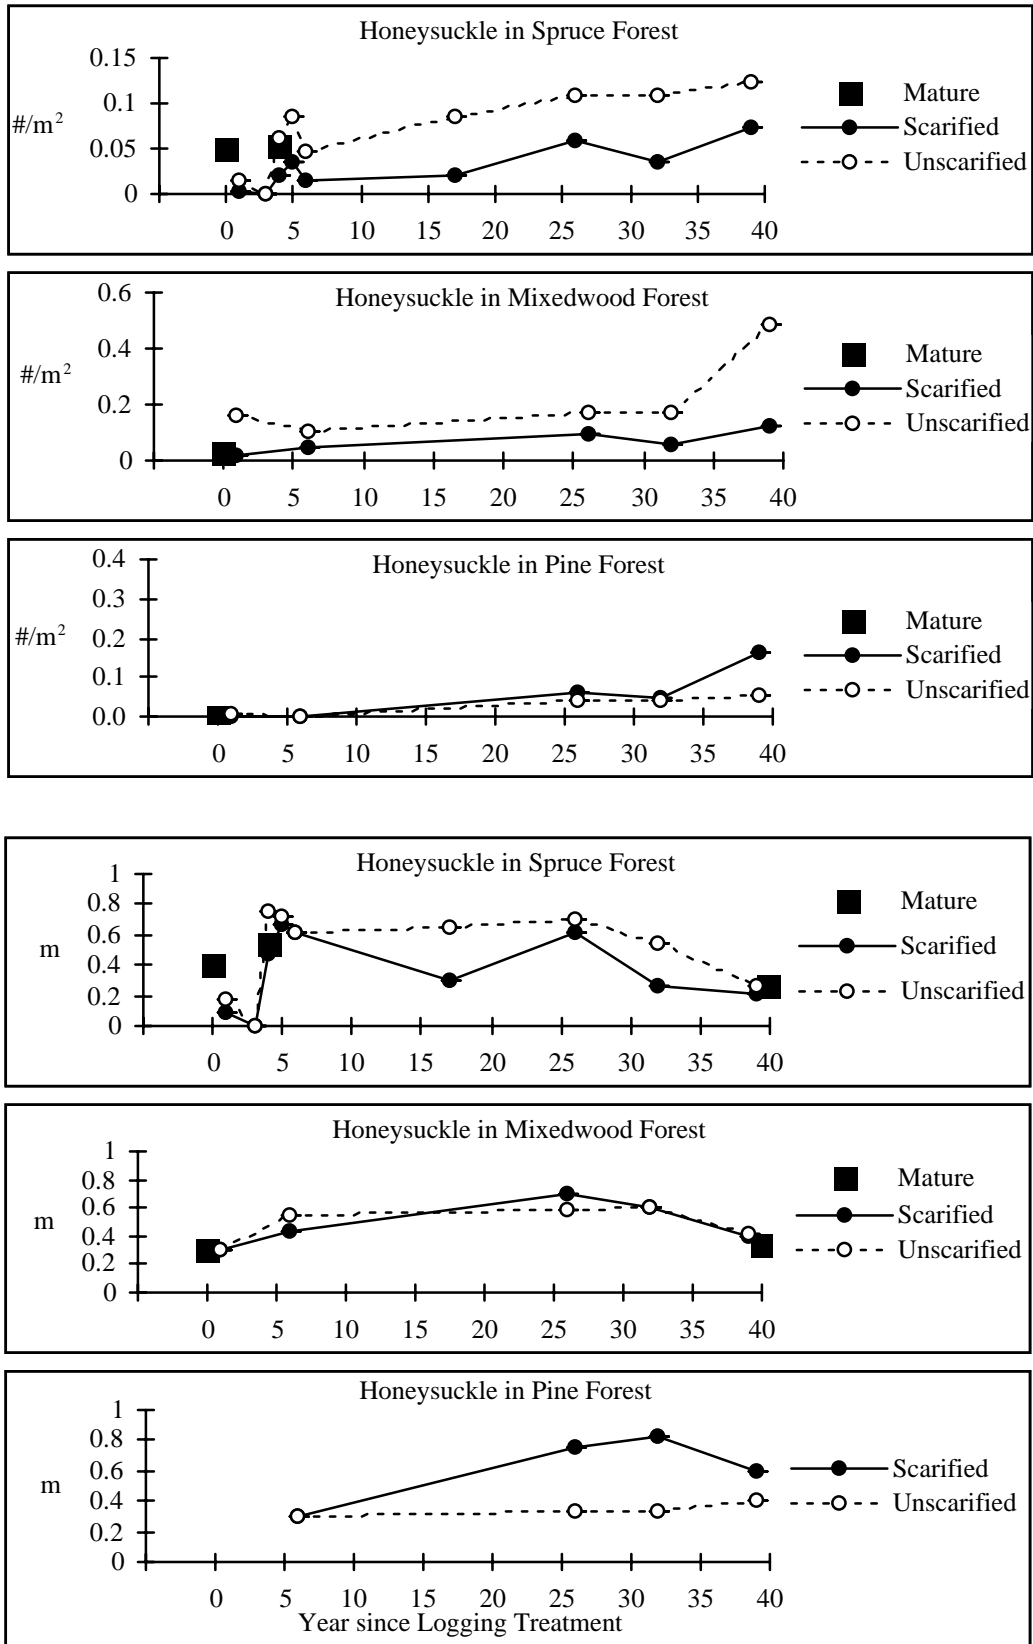 Honeysuckle in Spruce Forest
0.15
0.1
0.05
0
#/m²
0 5 10 15 20 25 30 35 40
Mature
Scarified
Unscarified
Honeysuckle in Mixedwood Forest
0.6
0.4
0.2
0
#/m²
0 5 10 15 20 25 30 35 40
Mature
Scarified
Unscarified
Honeysuckle in Pine Forest
0.4
0.3
0.2
0.1
0.0
#/m²
0 5 10 15 20 25 30 35 40
Mature
Scarified
Unscarified
Honeysuckle in Spruce Forest
1
0.8
0.6
0.4
0.2
0
m
0 5 10 15 20 25 30 35 40
Mature
Scarified
Unscarified
Honeysuckle in Mixedwood Forest
1
0.8
0.6
0.4
0.2
0
m
0 5 10 15 20 25 30 35 40
Mature
Scarified
Unscarified
Honeysuckle in Pine Forest
1
0.8
0.6
0.4
0.2
0
m
0 5 10 15 20 25 30 35 40
Scarified
Unscarified
Year since Logging Treatment